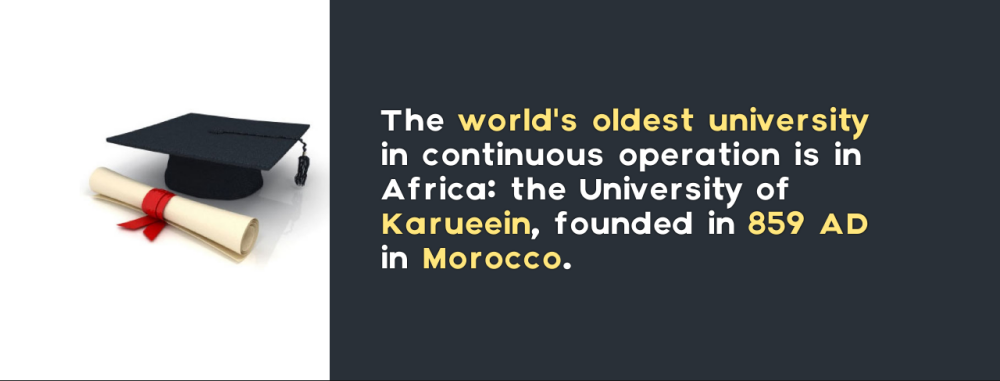 The world's oldest university
in continuous operation is in
Africa: the University of
Karueein, founded in 859 AD
in Morocco.